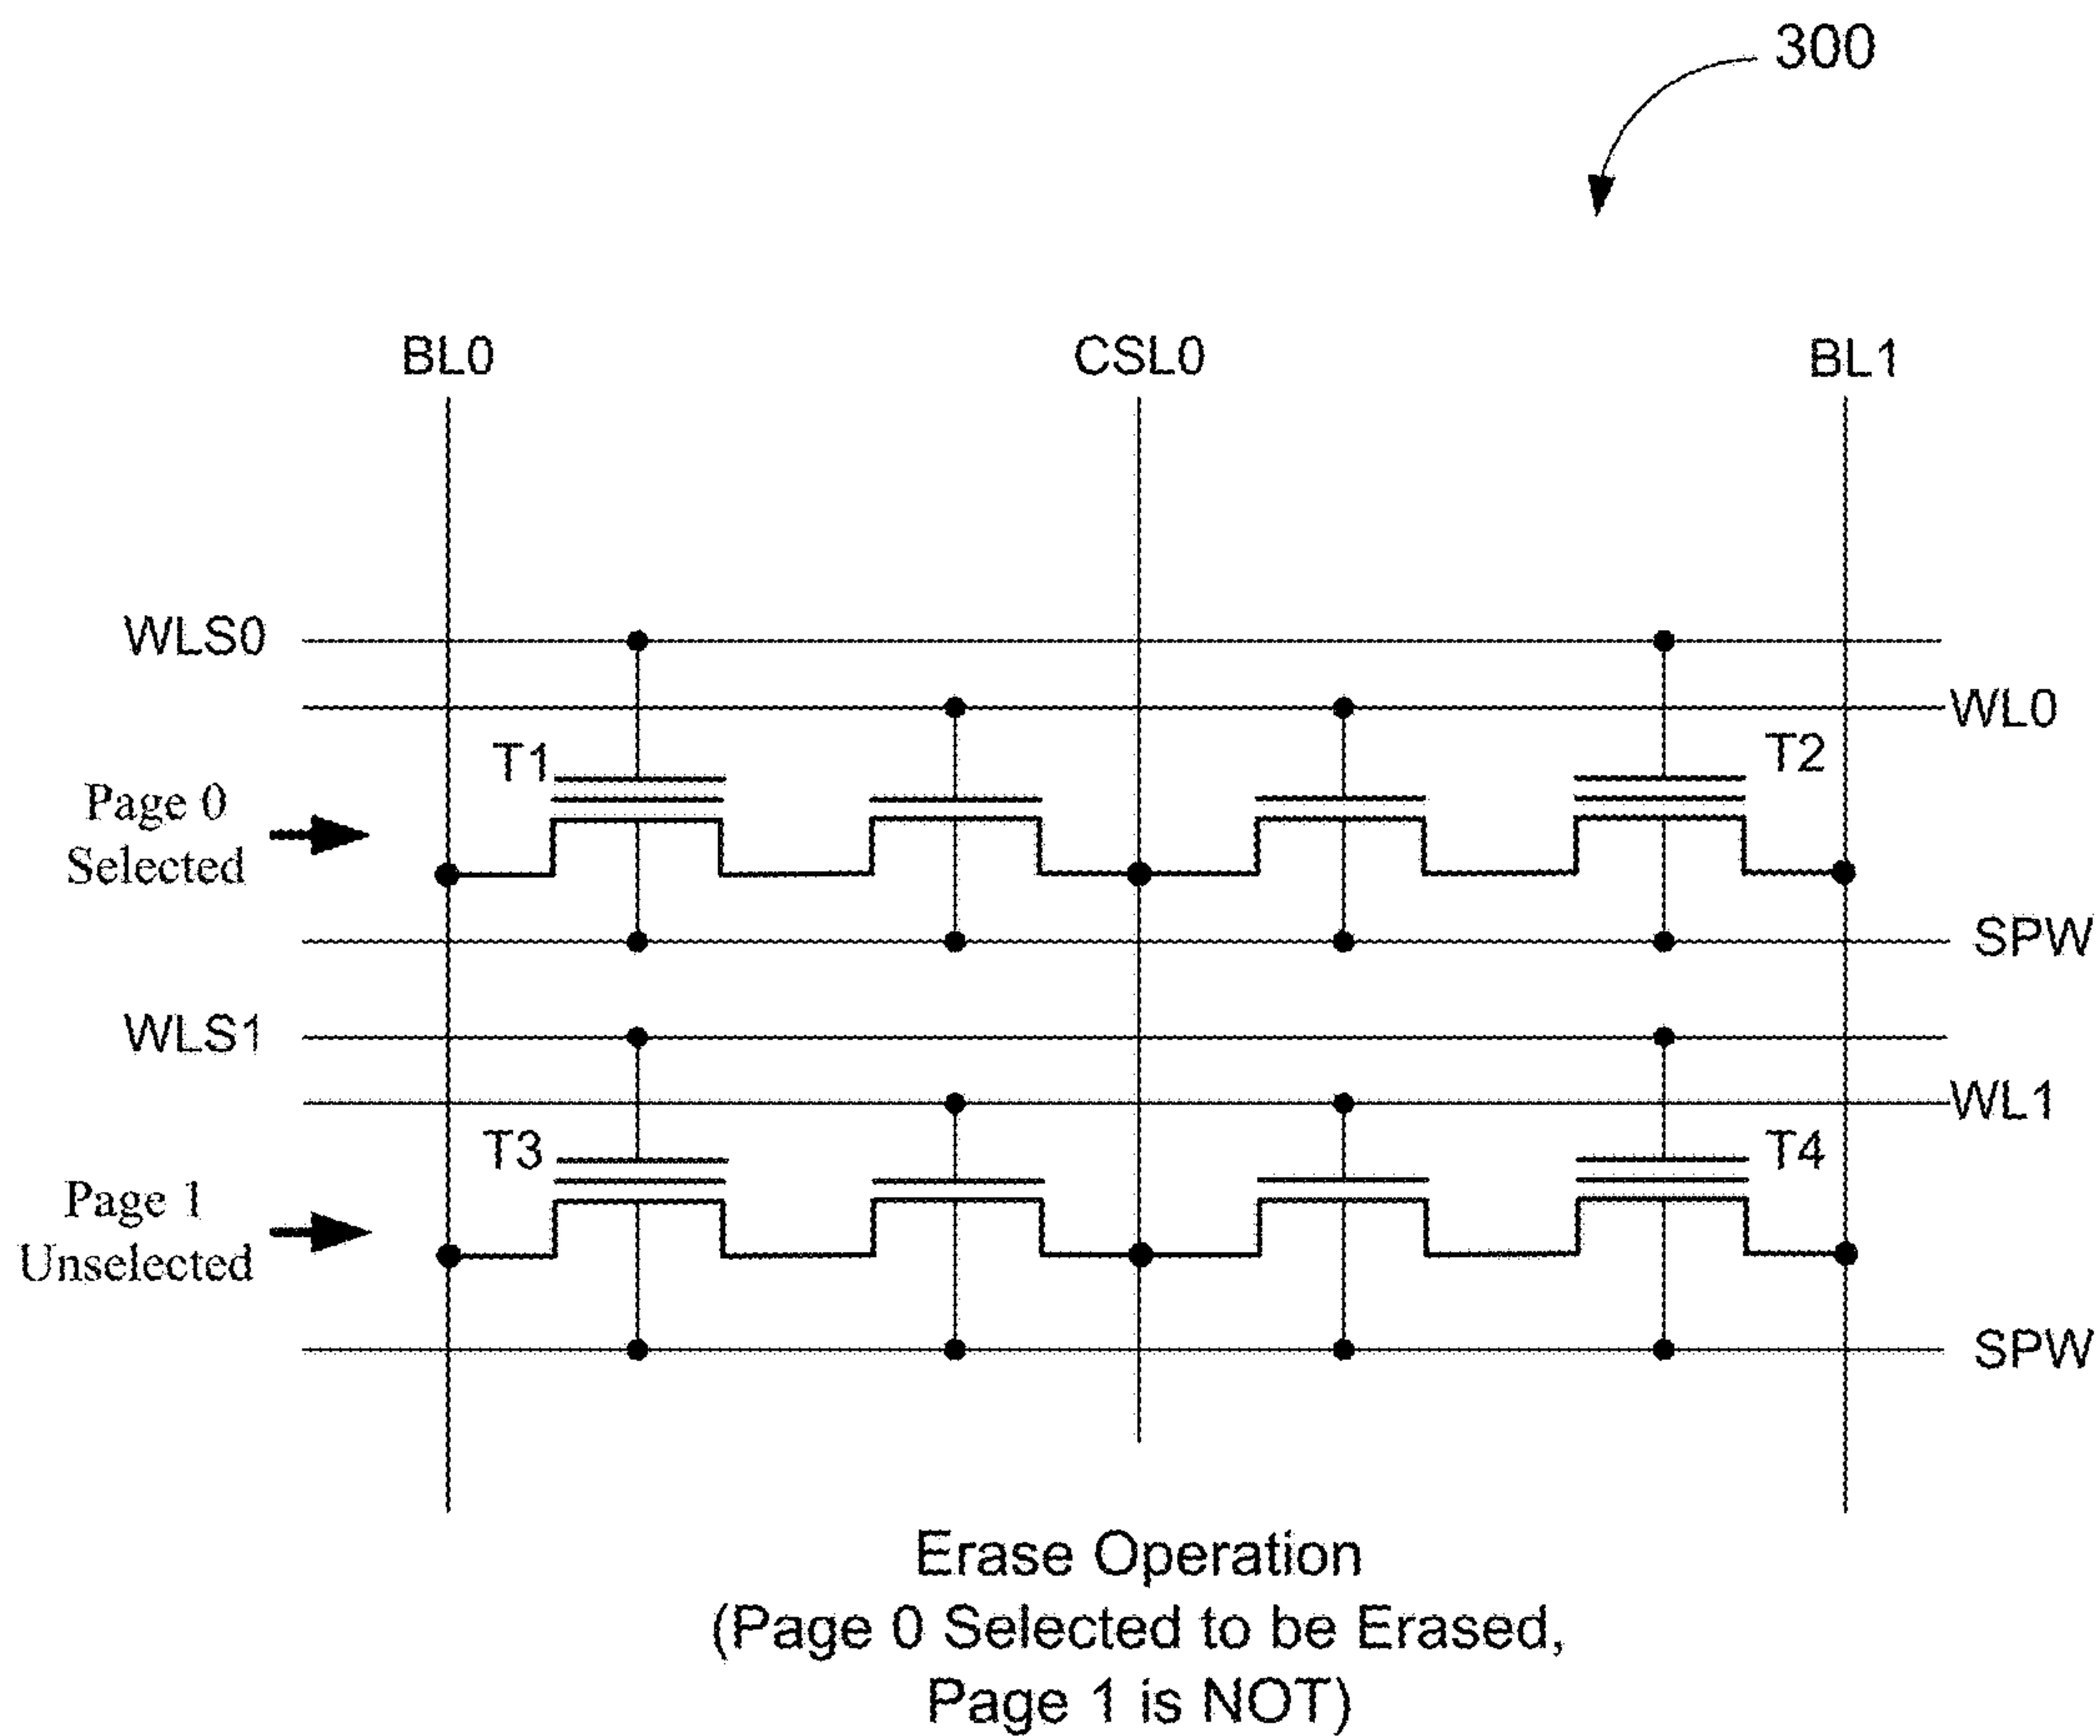 300
BL0
CSL0
BL1
WLS0
WL0
T1
T2
Page 0
Selected
SPW
WLS1
WL1
T3
T4
Page 1
Unselected
SPW
Erase Operation
(Page 0 Selected to be Erased,
Page 1 is NOT)